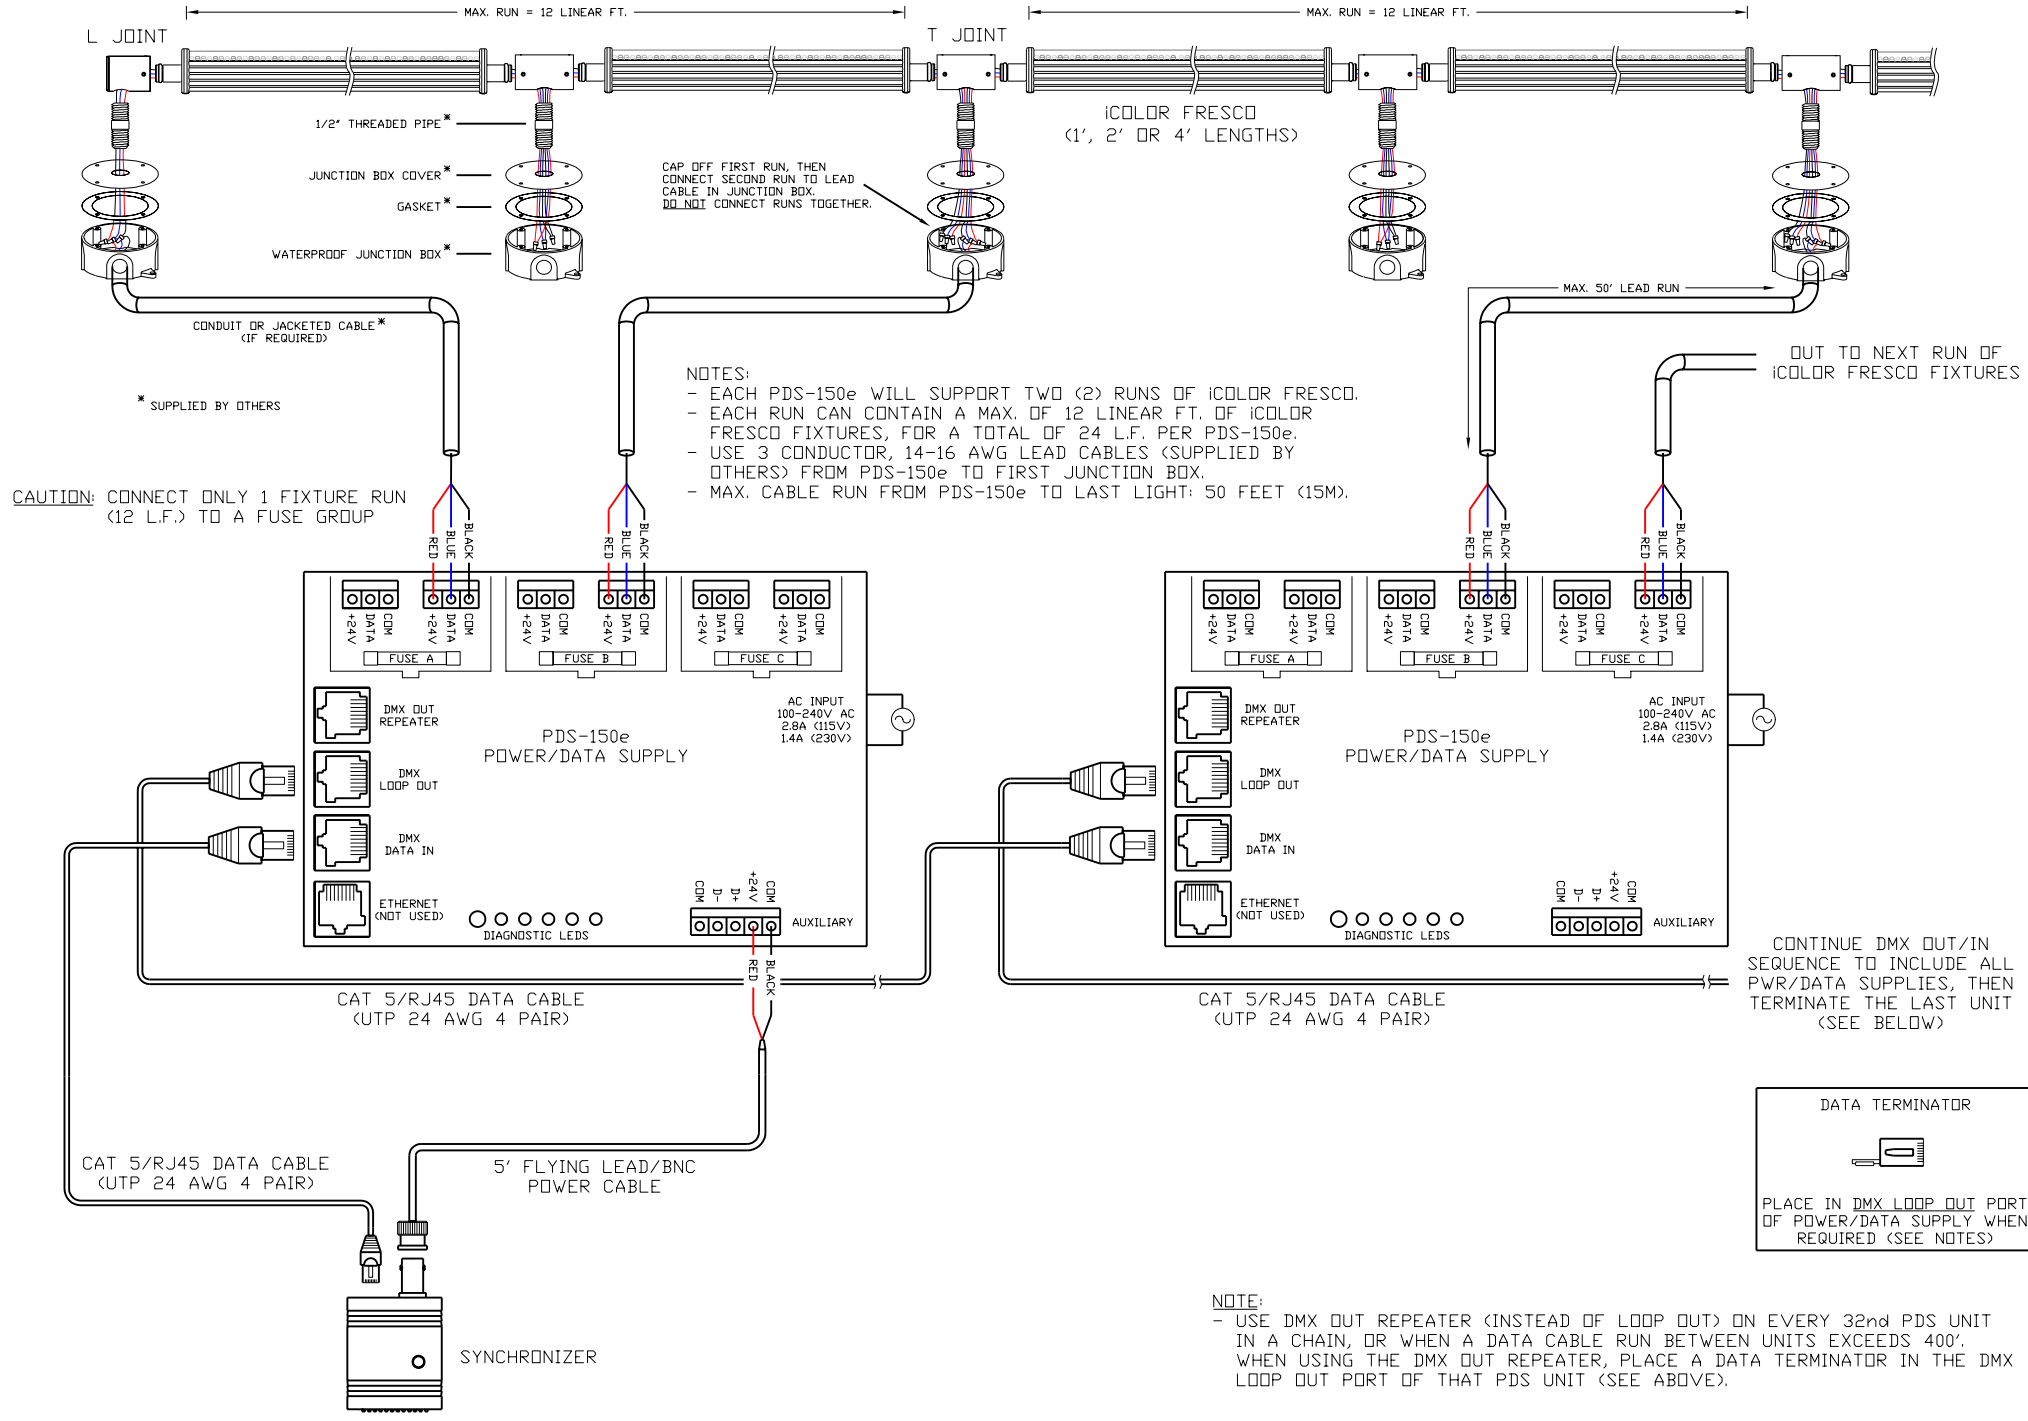 MAX. RUN = 12 LINEAR FT.
MAX. RUN = 12 LINEAR FT.
L JOINT
T JOINT
iCOLOR FRESCO
(1', 2' OR 4' LENGTHS)
1/2" THREADED PIPE*
JUNCTION BOX COVER*
GASKET*
WATERPROOF JUNCTION BOX*
CAP OFF FIRST RUN, THEN
CONNECT SECOND RUN TO LEAD
CABLE IN JUNCTION BOX.
DO NOT CONNECT RUNS TOGETHER.
MAX. 50' LEAD RUN
CONDUIT OR JACKETED CABLE*
(IF REQUIRED)
* SUPPLIED BY OTHERS
OUT TO NEXT RUN OF
iCOLOR FRESCO FIXTURES
NOTES:
- EACH PDS-150e WILL SUPPORT TWO (2) RUNS OF iCOLOR FRESCO.
- EACH RUN CAN CONTAIN A MAX. OF 12 LINEAR FT. OF iCOLOR
FRESCO FIXTURES, FOR A TOTAL OF 24 L.F. PER PDS-150e.
- USE 3 CONDUCTOR, 14-16 AWG LEAD CABLES (SUPPLIED BY
OTHERS) FROM PDS-150e TO FIRST JUNCTION BOX.
- MAX. CABLE RUN FROM PDS-150e TO LAST LIGHT: 50 FEET (15M).
CAUTION: CONNECT ONLY 1 FIXTURE RUN
(12 L.F.) TO A FUSE GROUP
RED
BLUE
BLACK
RED
BLUE
BLACK
RED
BLUE
BLACK
RED
BLUE
BLACK
+24V
DATA
COM
+24V
DATA
COM
FUSE A
+24V
DATA
COM
+24V
DATA
COM
FUSE B
+24V
DATA
COM
+24V
DATA
COM
FUSE C
DMX OUT
REPEATER
DMX
LOOP OUT
DMX
DATA IN
ETHERNET
(NOT USED)
PDS-150e
POWER/DATA SUPPLY
AC INPUT
100-240V AC
2.8A (115V)
1.4A (230V)
DIAGNOSTIC LEDS
COM
D-
D+
+24V
COM
AUXILIARY
RED
BLACK
+24V
DATA
COM
+24V
DATA
COM
FUSE A
+24V
DATA
COM
+24V
DATA
COM
FUSE B
+24V
DATA
COM
+24V
DATA
COM
FUSE C
DMX OUT
REPEATER
DMX
LOOP OUT
DMX
DATA IN
ETHERNET
(NOT USED)
PDS-150e
POWER/DATA SUPPLY
AC INPUT
100-240V AC
2.8A (115V)
1.4A (230V)
DIAGNOSTIC LEDS
COM
D-
D+
+24V
COM
AUXILIARY
CAT 5/RJ45 DATA CABLE
(UTP 24 AWG 4 PAIR)
CAT 5/RJ45 DATA CABLE
(UTP 24 AWG 4 PAIR)
CONTINUE DMX OUT/IN
SEQUENCE TO INCLUDE ALL
PWR/DATA SUPPLIES, THEN
TERMINATE THE LAST UNIT
(SEE BELOW)
CAT 5/RJ45 DATA CABLE
(UTP 24 AWG 4 PAIR)
5' FLYING LEAD/BNC
POWER CABLE
SYNCHRONIZER
DATA TERMINATOR
PLACE IN DMX LOOP OUT PORT
OF POWER/DATA SUPPLY WHEN
REQUIRED (SEE NOTES)
NOTE:
- USE DMX OUT REPEATER (INSTEAD OF LOOP OUT) ON EVERY 32nd PDS UNIT
IN A CHAIN, OR WHEN A DATA CABLE RUN BETWEEN UNITS EXCEEDS 400'.
WHEN USING THE DMX OUT REPEATER, PLACE A DATA TERMINATOR IN THE DMX
LOOP OUT PORT OF THAT PDS UNIT (SEE ABOVE).